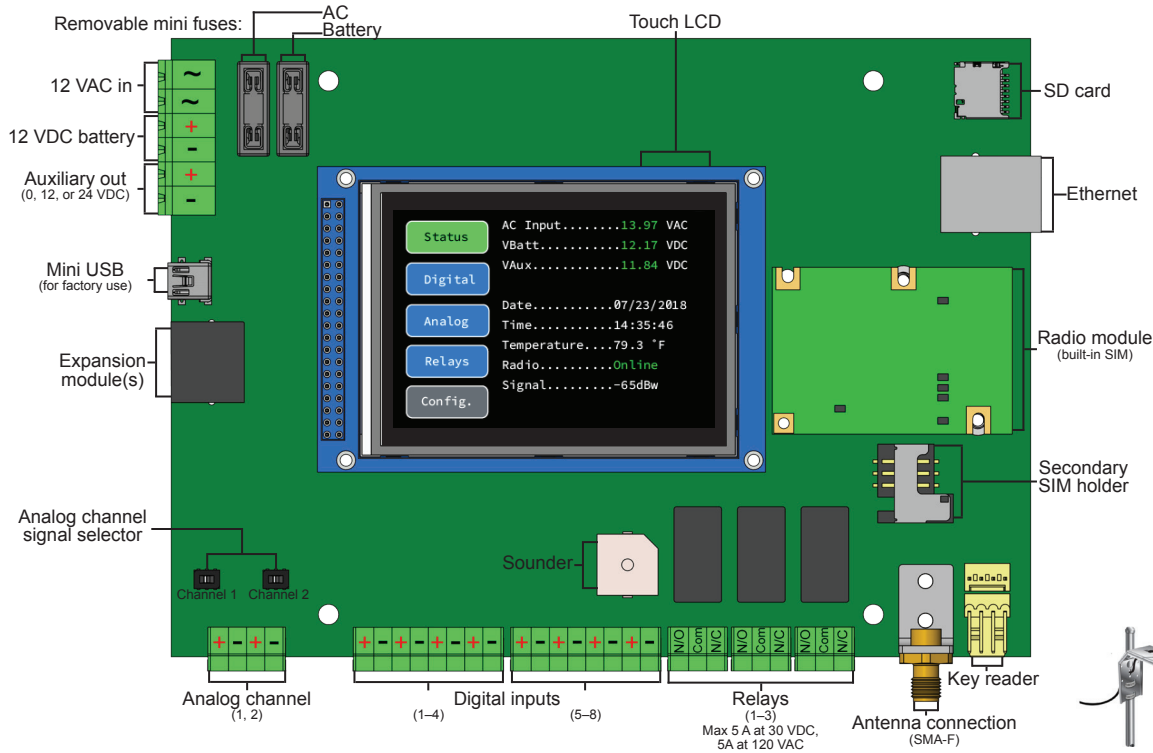 Removable mini fuses:
AC
Battery
Touch LCD
12 VAC in
~
~
12 VDC battery
+
-
Auxiliary out
(0, 12, or 24 VDC)
+
-
SD card
Ethernet
Mini USB
(for factory use)
Expansion
module(s)
Status
Digital
Analog
Relays
Config.
AC Input........13.97 VAC
VBatt...........12.17 VDC
VAux............11.84 VDC
Date...........07/23/2018
Time...........14:35:46
Temperature....79.3 °F
Radio..........Online
Signal.........-65dBw
Radio module
(built-in SIM)
Secondary
SIM holder
Analog channel
signal selector
Channel 1
Channel 2
Sounder
+ - + -
+ - + - + - + -
+ - + - + - + -
N/O Com N/C
N/O Com N/C
N/O Com N/C
Analog channel
(1, 2)
Digital inputs
(1–4)
(5–8)
Relays
(1–3)
Max 5 A at 30 VDC,
5A at 120 VAC
Key reader
Antenna connection
(SMA-F)